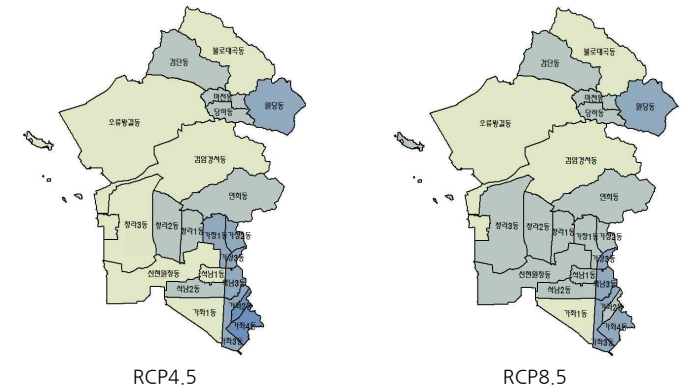 불로대곡동
검단동
마전동
원당동
당하동
오류왕길동
검암경서동
연희동
청라3동
청라2동
청라1동
가정1동
가정2동
가정3동
신현원창동
석남1동
석남3동
석남2동
가좌1동
가좌2동
가좌4동
가좌3동
RCP4.5
불로대곡동
검단동
마전동
원당동
당하동
오류왕길동
검암경서동
연희동
청라3동
청라2동
청라1동
가정1동
가정2동
가정3동
신현원창동
석남1동
석남3동
석남2동
가좌1동
가좌2동
가좌4동
가좌3동
RCP8.5